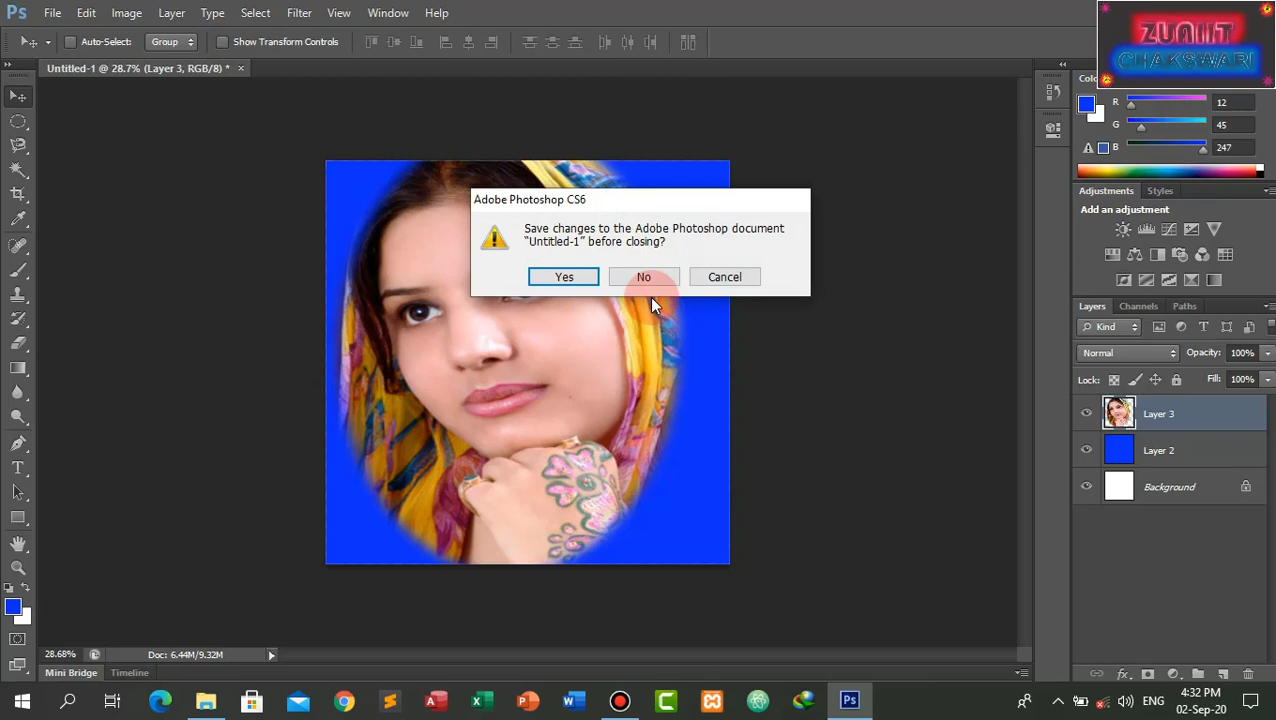 Ps File Edit Image Layer Type Select Filter View Window Help
ZUAIIT
CHAKSWARI
Auto-Select: Group Show Transform Controls
Untitled-1 @ 28.7% (Layer 3, RGB/8) * ×
Colo
R 12
G 45
B 247
Adjustments Styles
Add an adjustment
Adobe Photoshop CS6
Save changes to the Adobe Photoshop document
“Untitled-1” before closing?
Yes No Cancel
Layers Channels Paths
Kind
Normal Opacity: 100%
Lock: Fill: 100%
Layer 3
Layer 2
Background
28.68% Doc: 6.44M/9.32M
Mini Bridge Timeline
ENG
4:32 PM
02-Sep-20